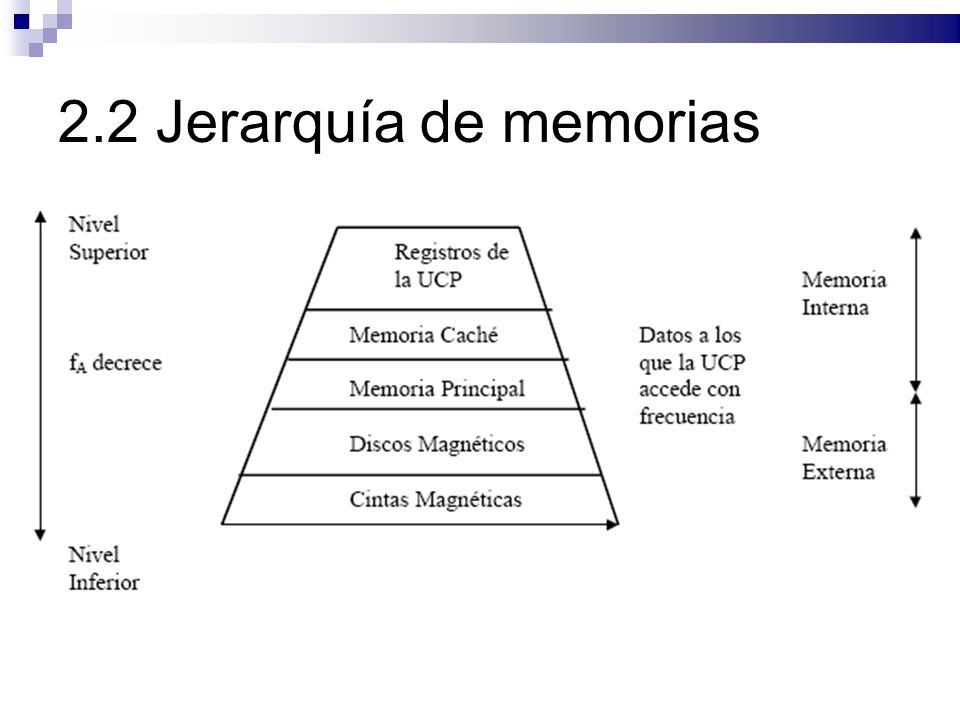 2.2 Jerarquía de memorias
Nivel
Superior
f_A decrece
Nivel
Inferior
Registros de
la UCP
Memoria Caché
Memoria Principal
Discos Magnéticos
Cintas Magnéticas
Datos a los
que la UCP
accede con
frecuencia
Memoria
Interna
Memoria
Externa